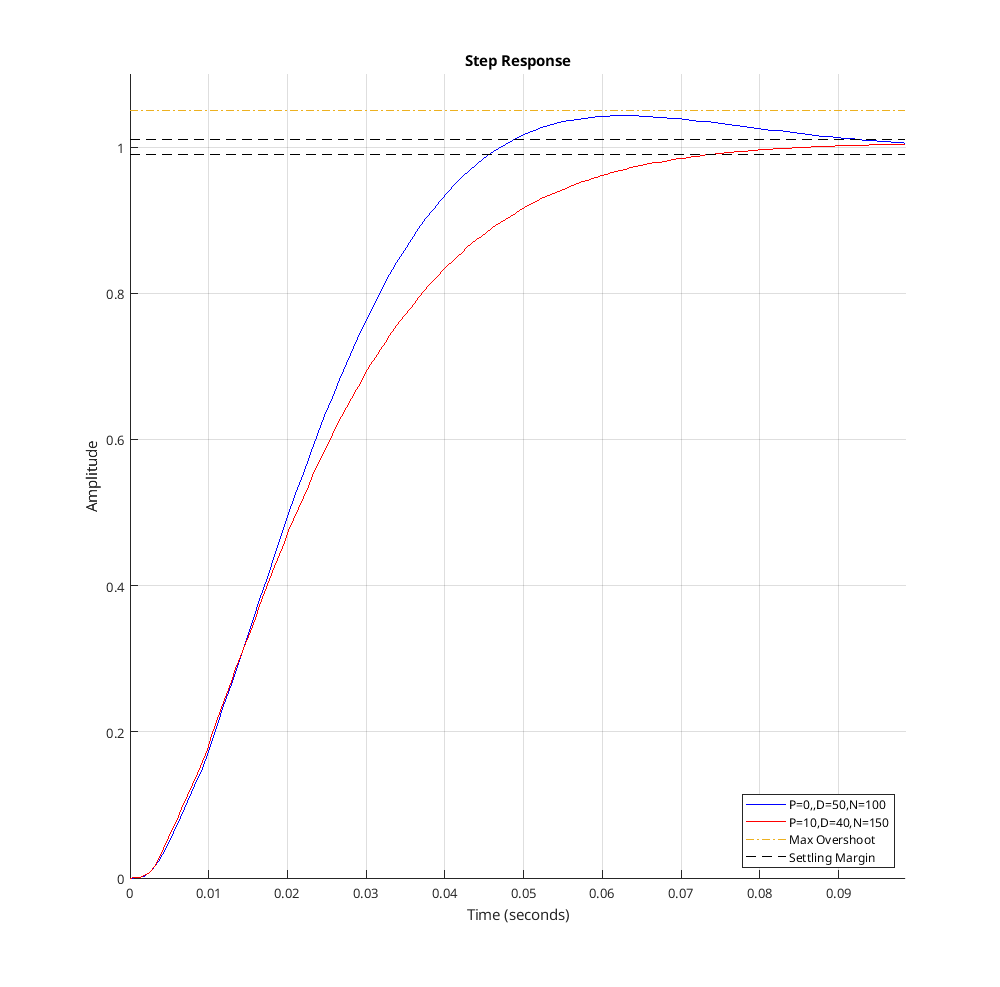 Step Response
Amplitude
1
0.8
0.6
0.4
0.2
0
0 0.01 0.02 0.03 0.04 0.05 0.06 0.07 0.08 0.09
Time (seconds)
P=0,,D=50,N=100
P=10,D=40,N=150
Max Overshoot
Settling Margin